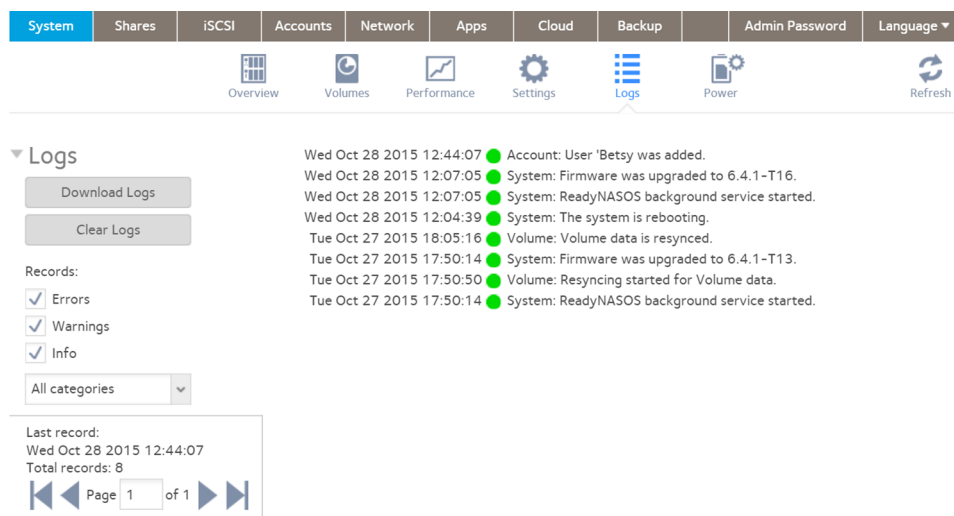 System Shares iSCSI Accounts Network Apps Cloud Backup Admin Password Language
Overview Volumes Performance Settings Logs Power Refresh
Logs
Download Logs
Clear Logs
Records:
Errors
Warnings
Info
All categories
Last record:
Wed Oct 28 2015 12:44:07
Total records: 8
Page 1 of 1
Wed Oct 28 2015 12:44:07 Account: User 'Betsy was added.
Wed Oct 28 2015 12:07:05 System: Firmware was upgraded to 6.4.1-T16.
Wed Oct 28 2015 12:07:05 System: ReadyNASOS background service started.
Wed Oct 28 2015 12:04:39 System: The system is rebooting.
Tue Oct 27 2015 18:05:16 Volume: Volume data is resynced.
Tue Oct 27 2015 17:50:14 System: Firmware was upgraded to 6.4.1-T13.
Tue Oct 27 2015 17:50:50 Volume: Resyncing started for Volume data.
Tue Oct 27 2015 17:50:14 System: ReadyNASOS background service started.